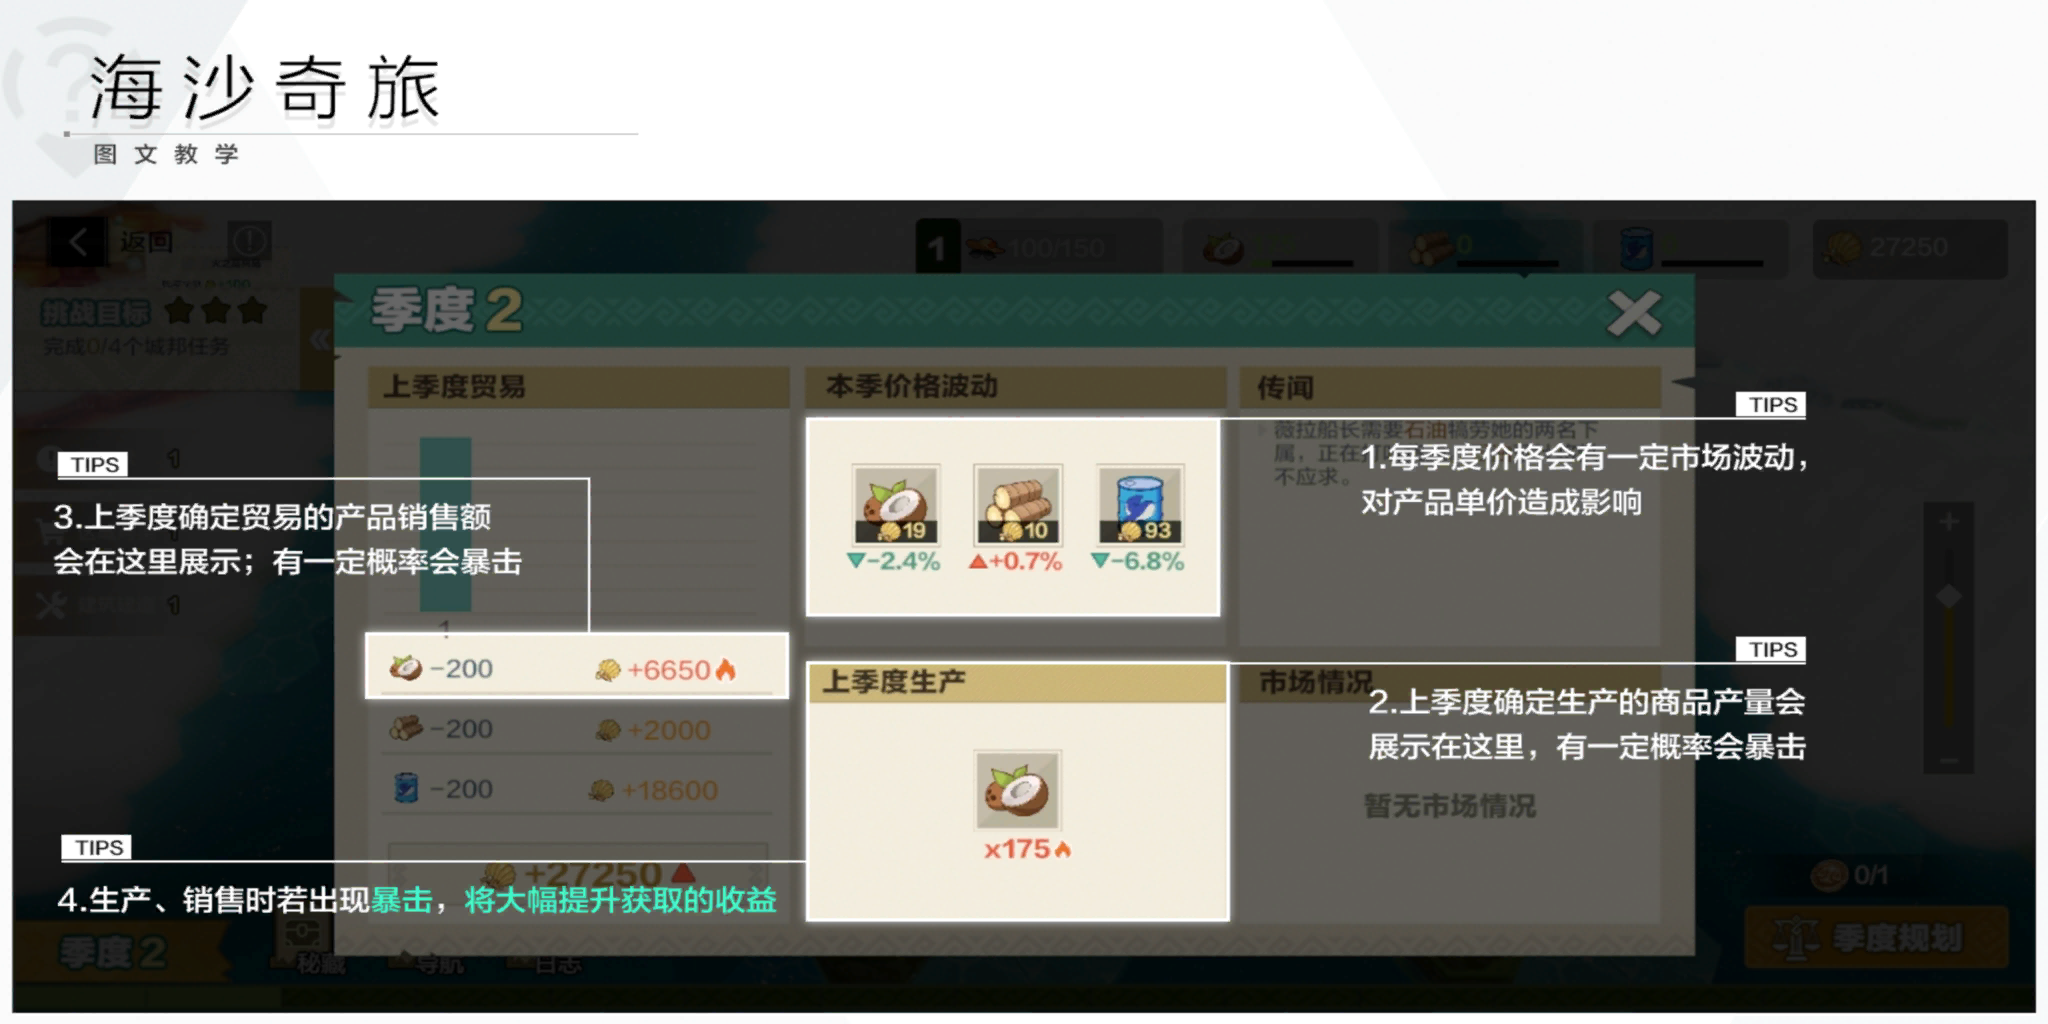 海沙奇旅
图文教学
返回
1
100/150
0
27250
挑战目标
完成0/4个城邦任务
季度2
上季度贸易
本季价格波动
传闻
薇拉船长需要石油犒劳她的两名下
不应求。
TIPS
1.每季度价格会有一定市场波动，
对产品单价造成影响
19
10
93
-2.4%
+0.7%
-6.8%
TIPS
3.上季度确定贸易的产品销售额
会在这里展示；有一定概率会暴击
1
1
1
-200
+6650
-200
+2000
-200
+18600
+27250
上季度生产
x175
市场情况
TIPS
2.上季度确定生产的商品产量会
展示在这里，有一定概率会暴击
暂无市场情况
TIPS
4.生产、销售时若出现暴击，将大幅提升获取的收益
季度2
秘藏
导航
日志
0/1
季度规划